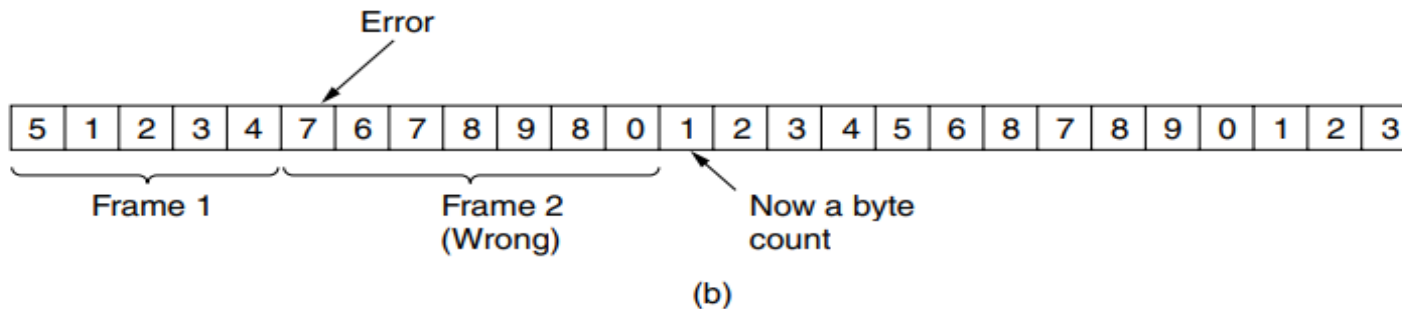 Error
5 1 2 3 4 7 6 7 8 9 8 0 1 2 3 4 5 6 8 7 8 9 0 1 2 3
Frame 1
Frame 2
(Wrong)
Now a byte
count
(b)